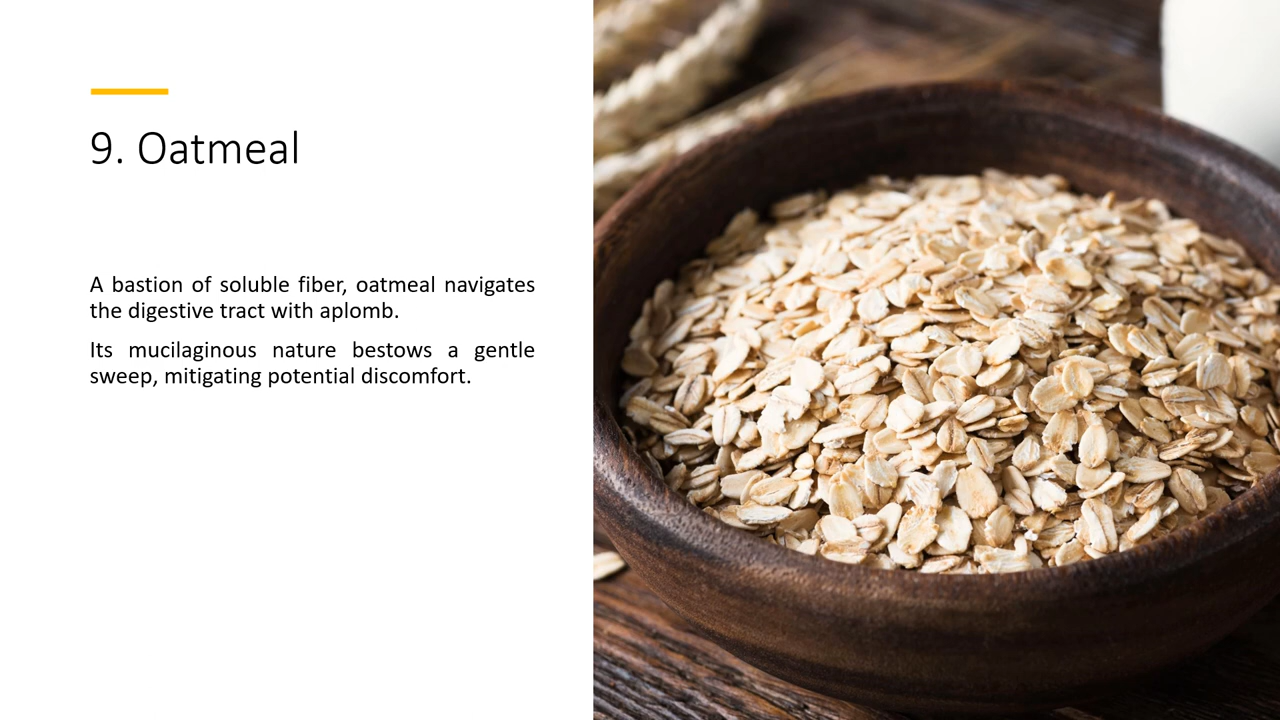 9. Oatmeal
A bastion of soluble fiber, oatmeal navigates
the digestive tract with aplomb.
Its mucilaginous nature bestows a gentle
sweep, mitigating potential discomfort.